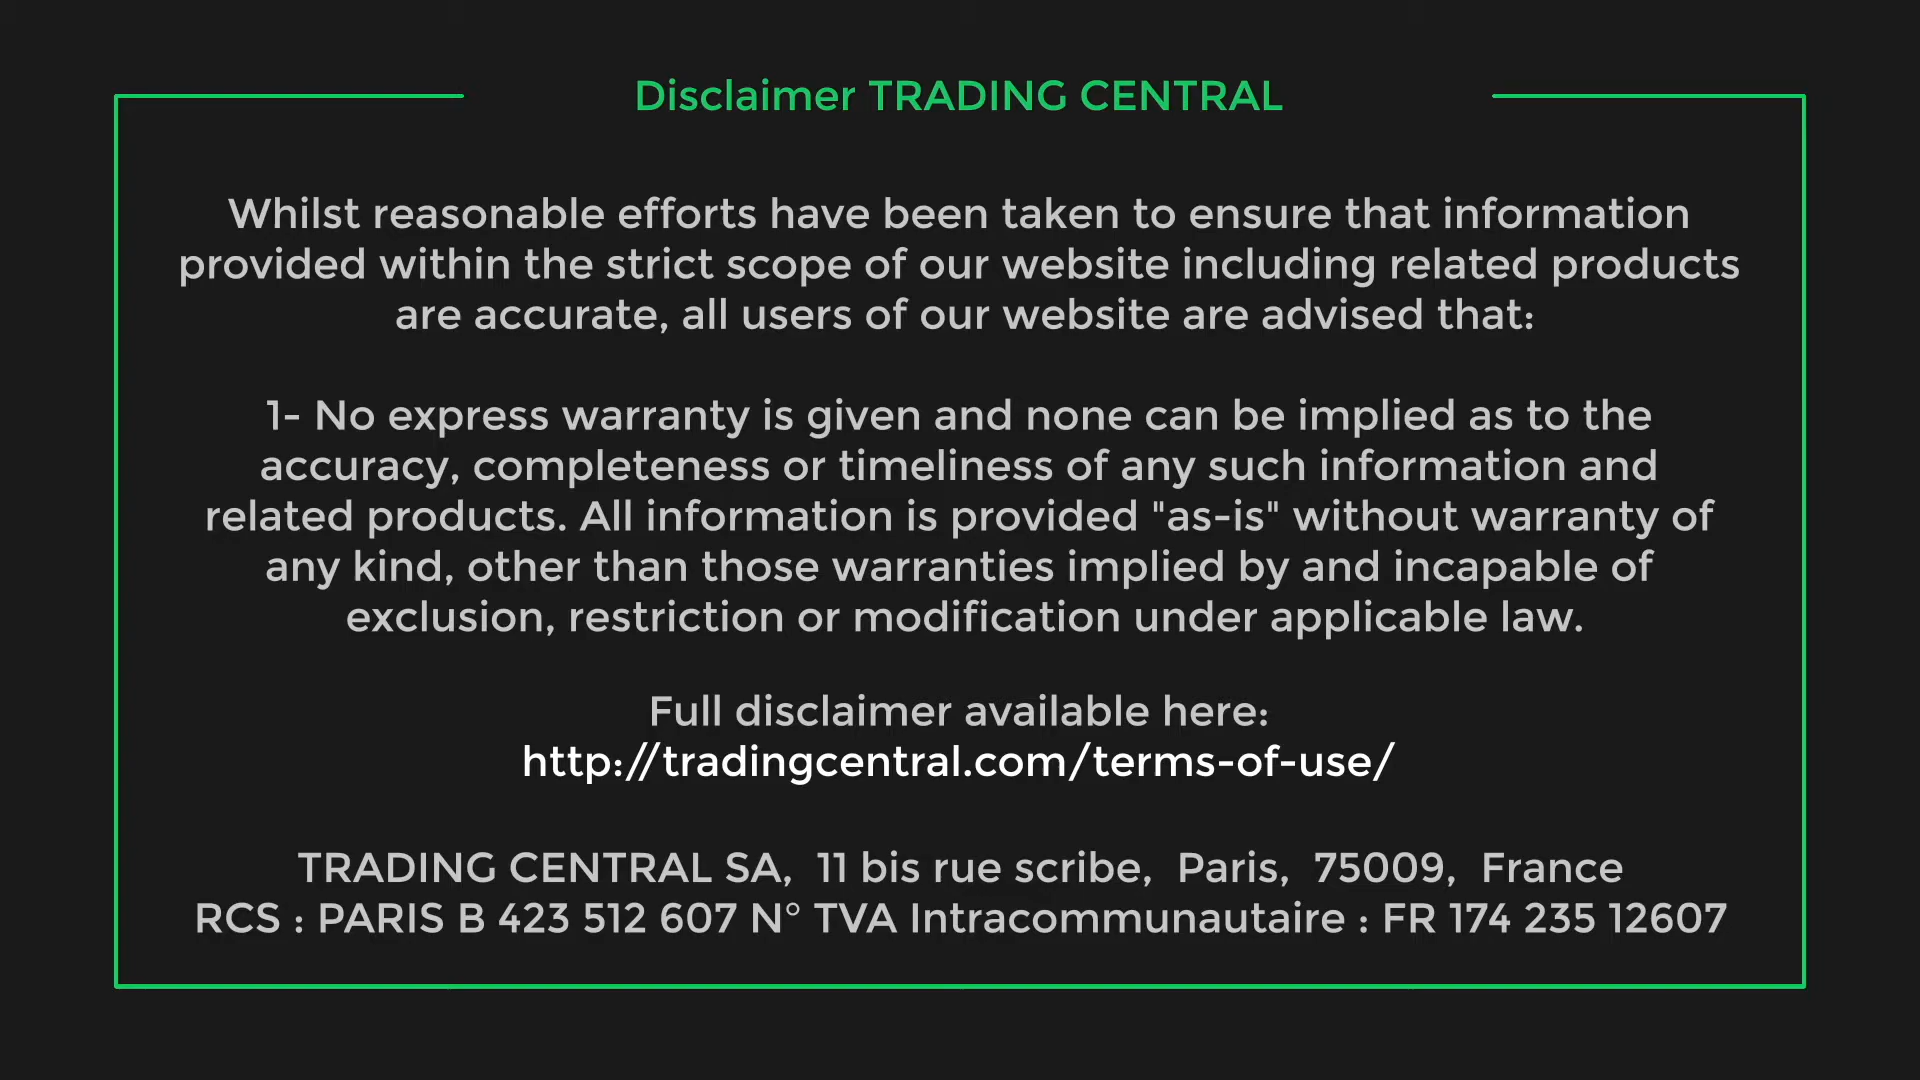 Disclaimer TRADING CENTRAL
Whilst reasonable efforts have been taken to ensure that information
provided within the strict scope of our website including related products
are accurate, all users of our website are advised that:
1- No express warranty is given and none can be implied as to the
accuracy, completeness or timeliness of any such information and
related products. All information is provided "as-is" without warranty of
any kind, other than those warranties implied by and incapable of
exclusion, restriction or modification under applicable law.
Full disclaimer available here:
http://tradingcentral.com/terms-of-use/
TRADING CENTRAL SA, 11 bis rue scribe, Paris, 75009, France
RCS : PARIS B 423 512 607 N° TVA Intracommunautaire : FR 174 235 12607